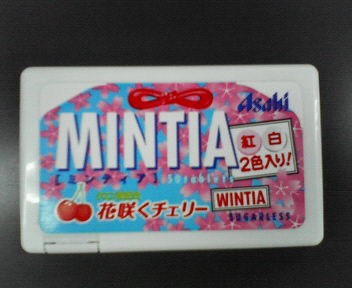 Asahi
MINTIA
紅白
2色入り!
[ミンティア] 50tablets
花咲くチェリー
WINTIA
SUGARLESS